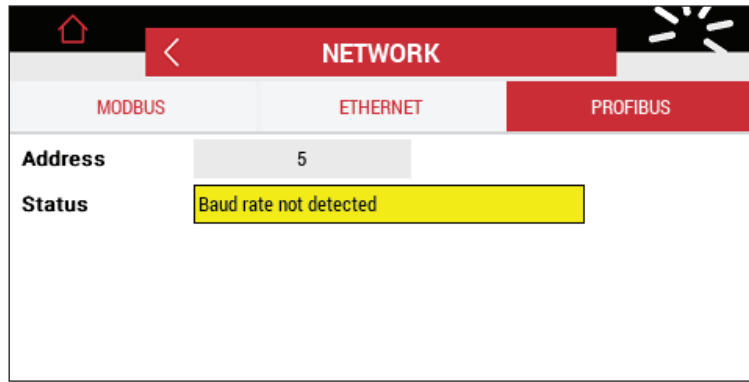 NETWORK
MODBUS ETHERNET PROFIBUS
Address 5
Status Baud rate not detected